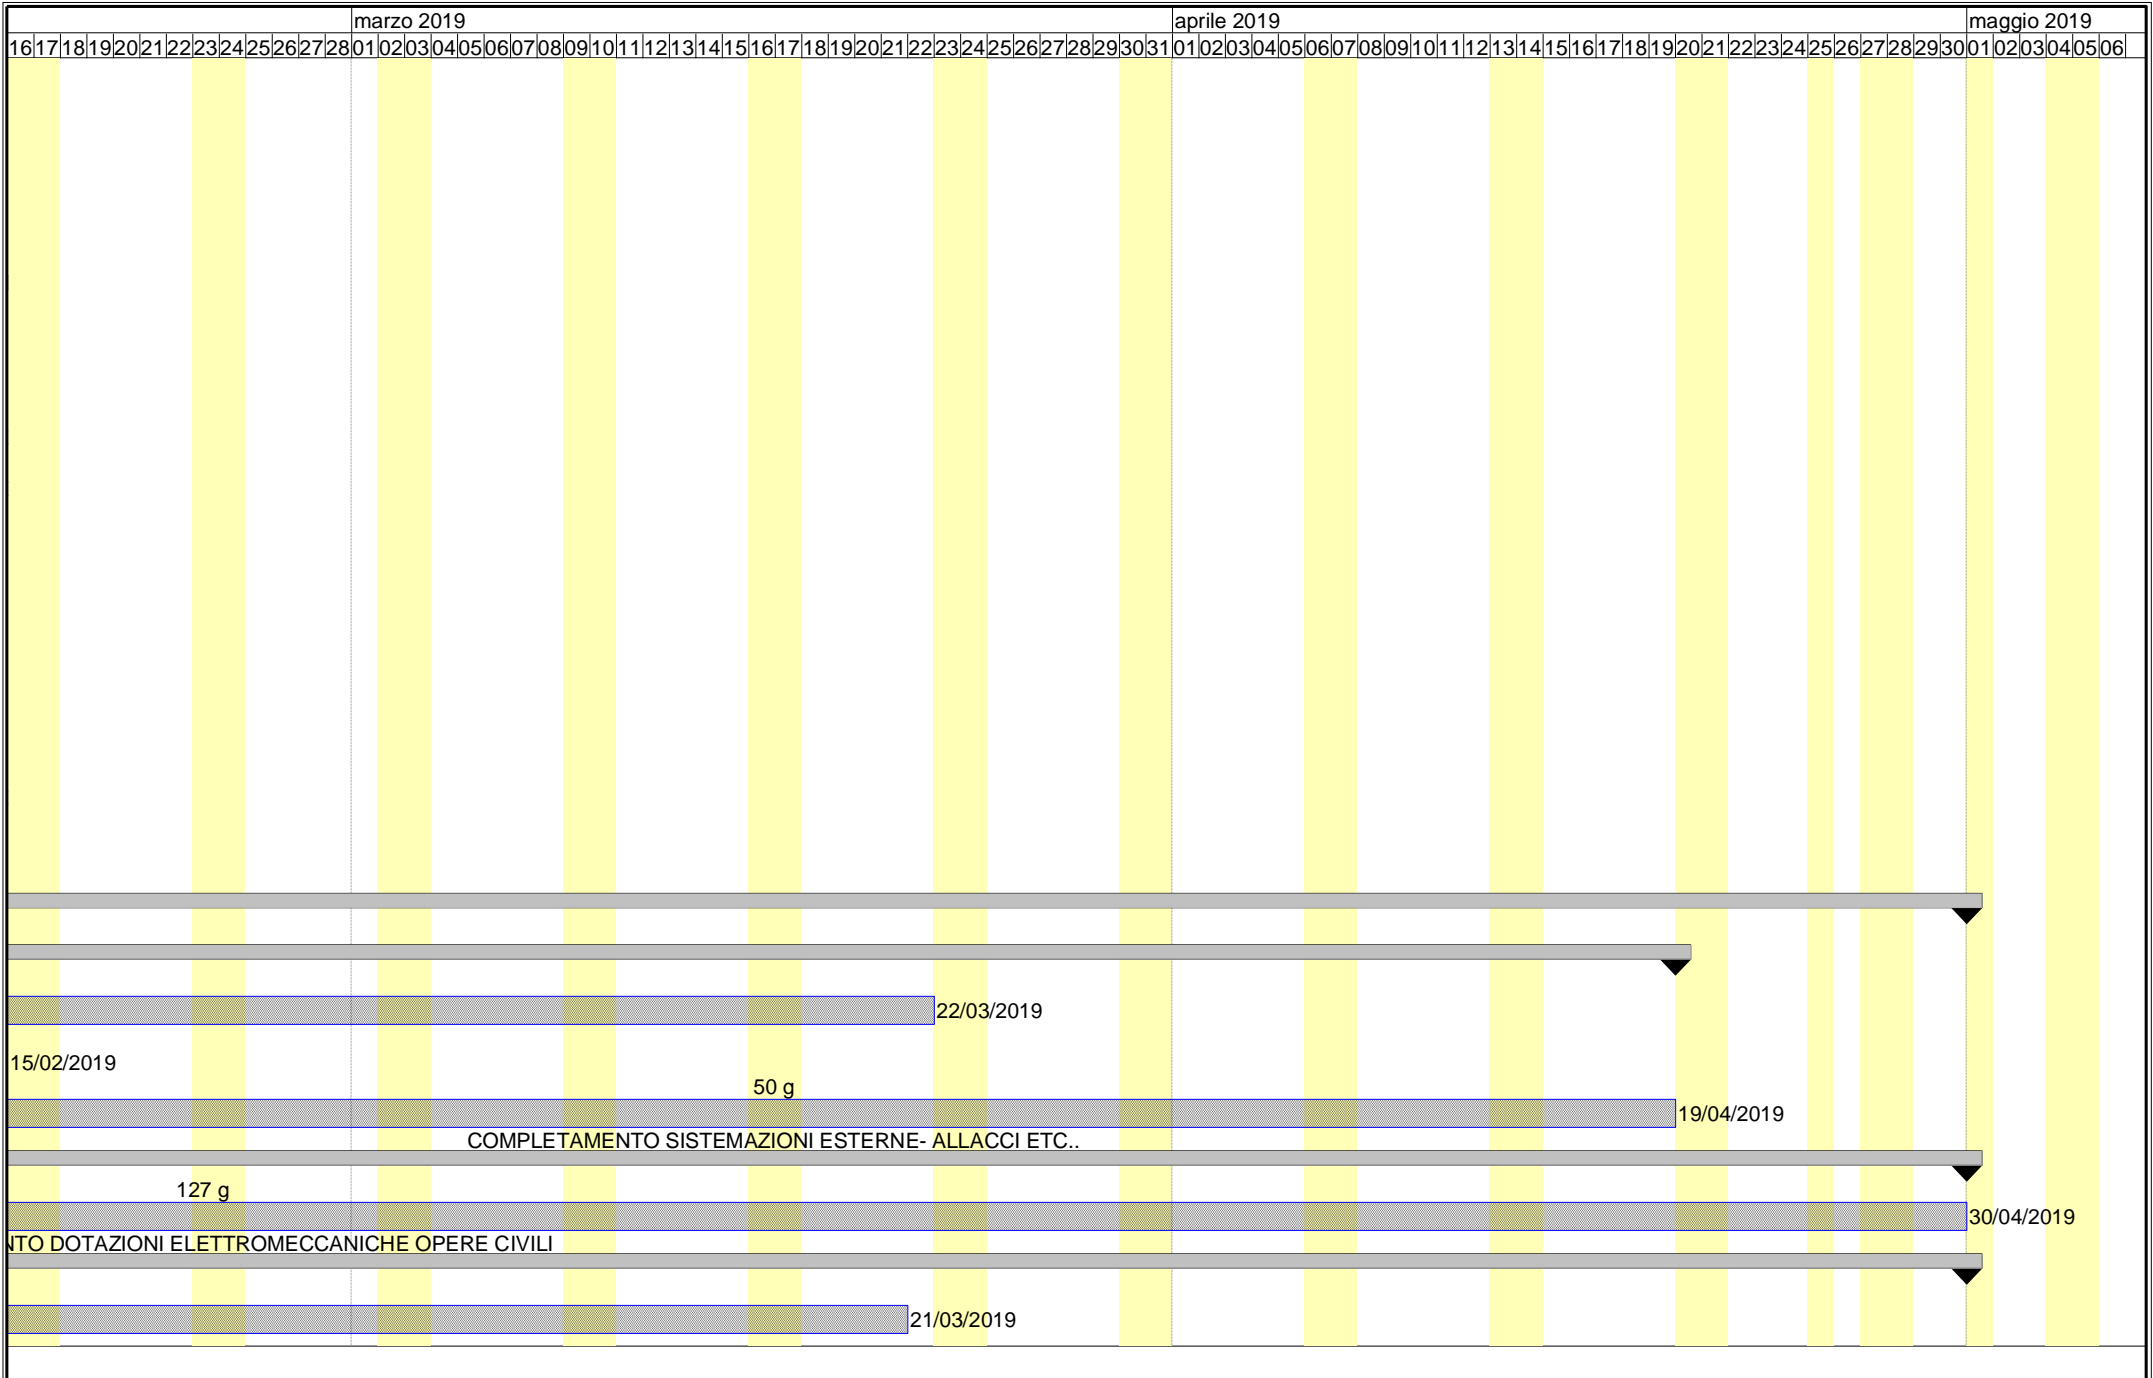 marzo 2019 aprile 2019 maggio 2019
16 17 18 19 20 21 22 23 24 25 26 27 28 01 02 03 04 05 06 07 08 09 10 11 12 13 14 15 16 17 18 19 20 21 22 23 24 25 26 27 28 29 30 31 01 02 03 04 05 06 07 08 09 10 11 12 13 14 15 16 17 18 19 20 21 22 23 24 25 26 27 28 29 30 01 02 03 04 05 06
22/03/2019
15/02/2019
50 g
19/04/2019
COMPLETAMENTO SISTEMAZIONI ESTERNE- ALLACCI ETC..
127 g
30/04/2019
NTO DOTAZIONI ELETTROMECCANICHE OPERE CIVILI
21/03/2019